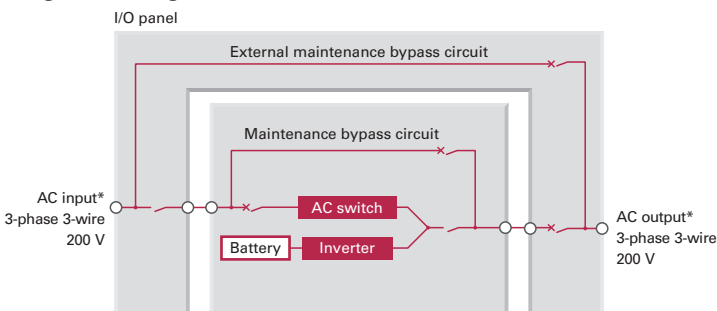 I/O panel
External maintenance bypass circuit
Maintenance bypass circuit
AC input*
3-phase 3-wire
200 V
AC switch
Battery
Inverter
AC output*
3-phase 3-wire
200 V